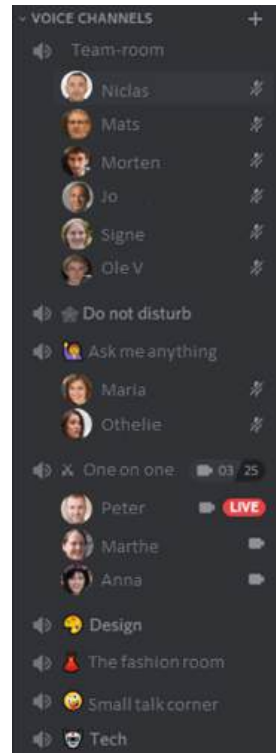 VOICE CHANNELS
Team-room
Niclas
Mats
Morten
Jo
Signe
Ole V
Do not disturb
Ask me anything
Maria
Othelie
One on one 03 25
Peter LIVE
Marthe
Anna
Design
The fashion room
Small talk corner
Tech